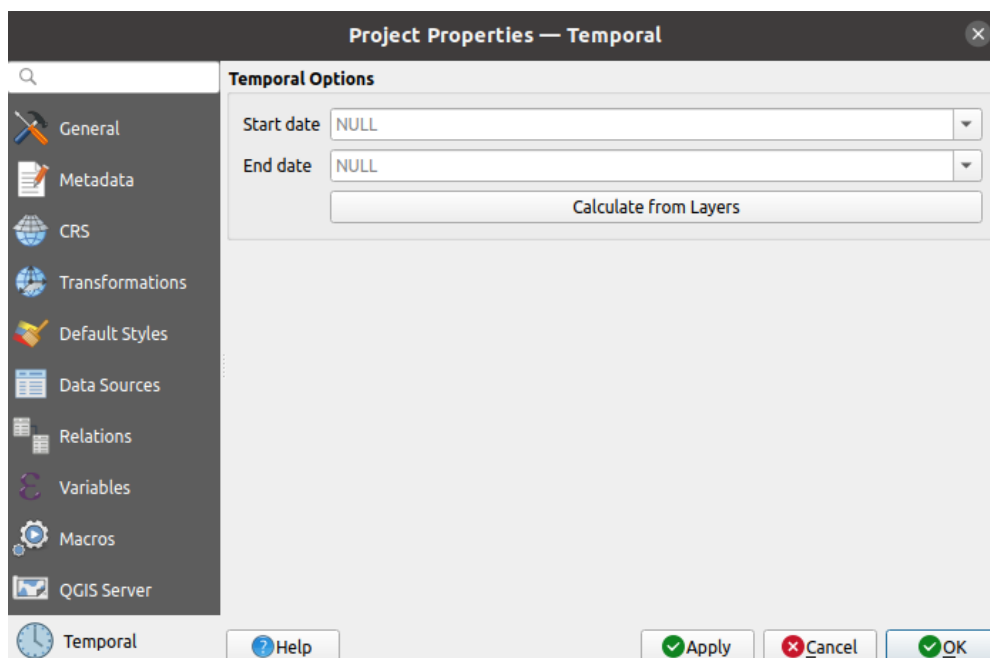 Project Properties — Temporal
General
Metadata
CRS
Transformations
Default Styles
Data Sources
Relations
Variables
Macros
QGIS Server
Temporal
Temporal Options
Start date NULL
End date NULL
Calculate from Layers
Help Apply Cancel OK